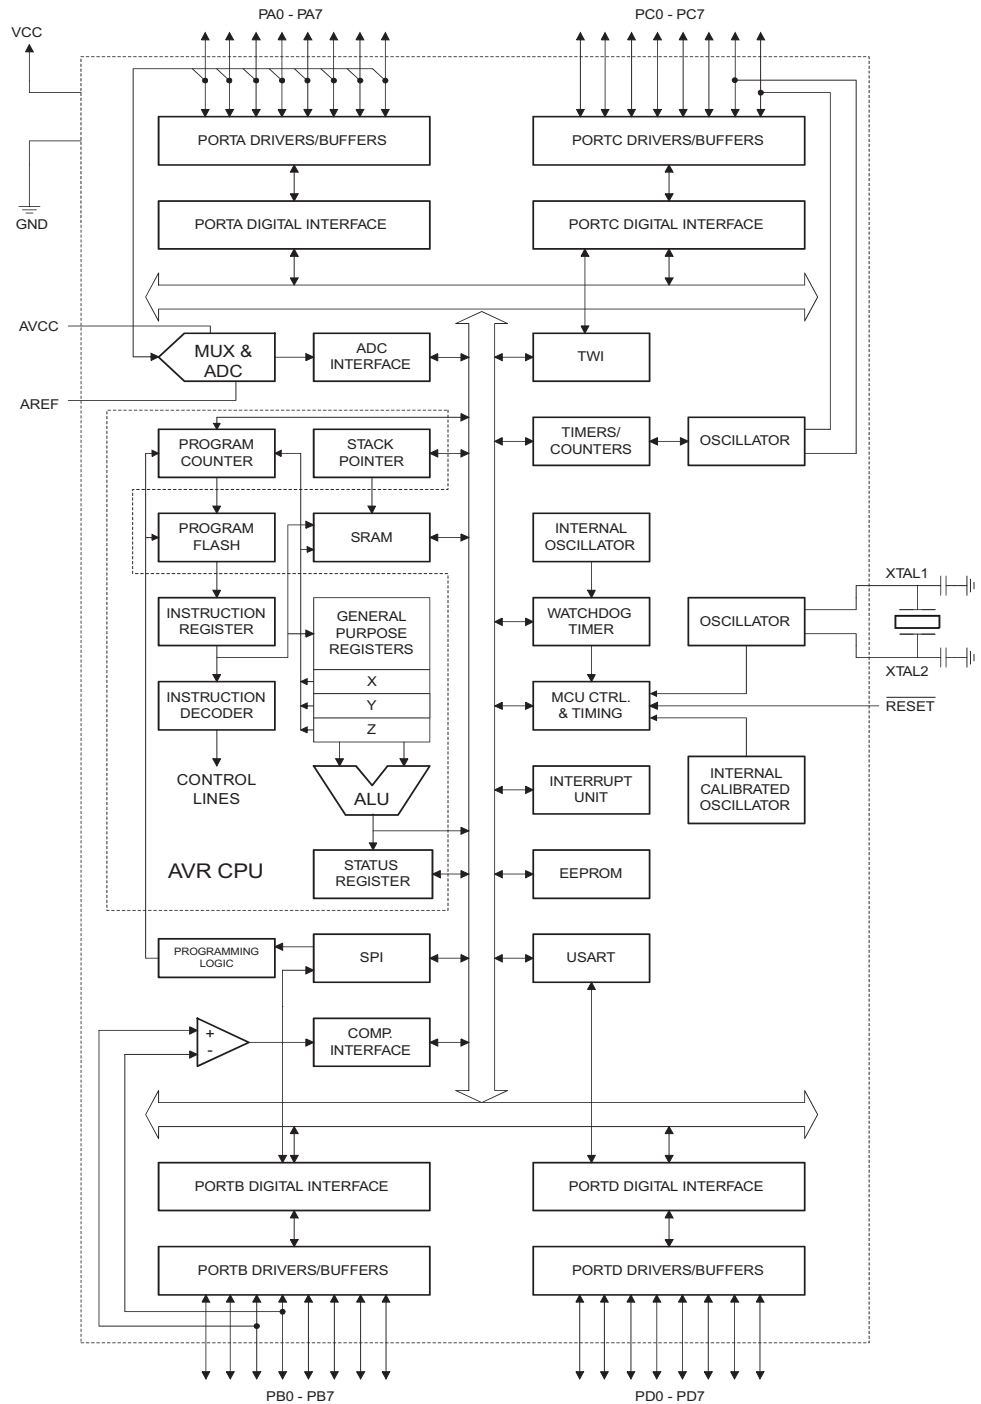 PA0 - PA7
PC0 - PC7
VCC
PORTA DRIVERS/BUFFERS
PORTC DRIVERS/BUFFERS
GND
PORTA DIGITAL INTERFACE
PORTC DIGITAL INTERFACE
AVCC
MUX &
ADC
ADC
INTERFACE
TWI
AREF
PROGRAM
COUNTER
STACK
POINTER
TIMERS/
COUNTERS
OSCILLATOR
PROGRAM
FLASH
SRAM
INTERNAL
OSCILLATOR
XTAL1
INSTRUCTION
REGISTER
GENERAL
PURPOSE
REGISTERS
WATCHDOG
TIMER
OSCILLATOR
XTAL2
X
Y
Z
INSTRUCTION
DECODER
MCU CTRL.
& TIMING
RESET
CONTROL
LINES
ALU
INTERRUPT
UNIT
INTERNAL
CALIBRATED
OSCILLATOR
AVR CPU
STATUS
REGISTER
EEPROM
PROGRAMMING
LOGIC
SPI
USART
+
-
COMP.
INTERFACE
PORTB DIGITAL INTERFACE
PORTD DIGITAL INTERFACE
PORTB DRIVERS/BUFFERS
PORTD DRIVERS/BUFFERS
PB0 - PB7
PD0 - PD7